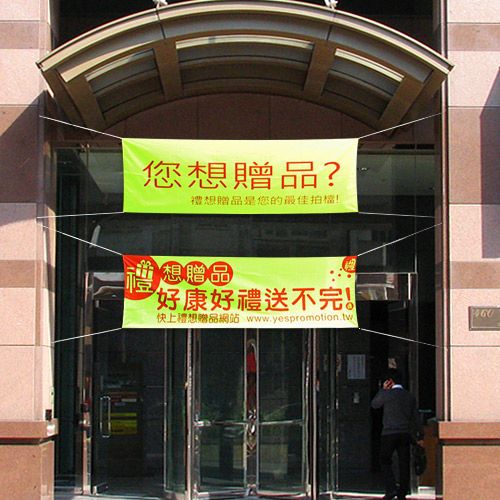 您想贈品?
禮想贈品是您的最佳拍檔!
禮想贈品
好康好禮送不完!
快上禮想贈品網站 www.yespromotion.tw
460